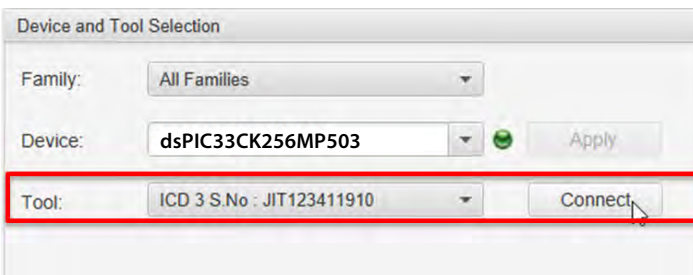 Device and Tool Selection
Family: All Families
Device: dsPIC33CK256MP503 Apply
Tool: ICD 3 S.No : JIT123411910 Connect